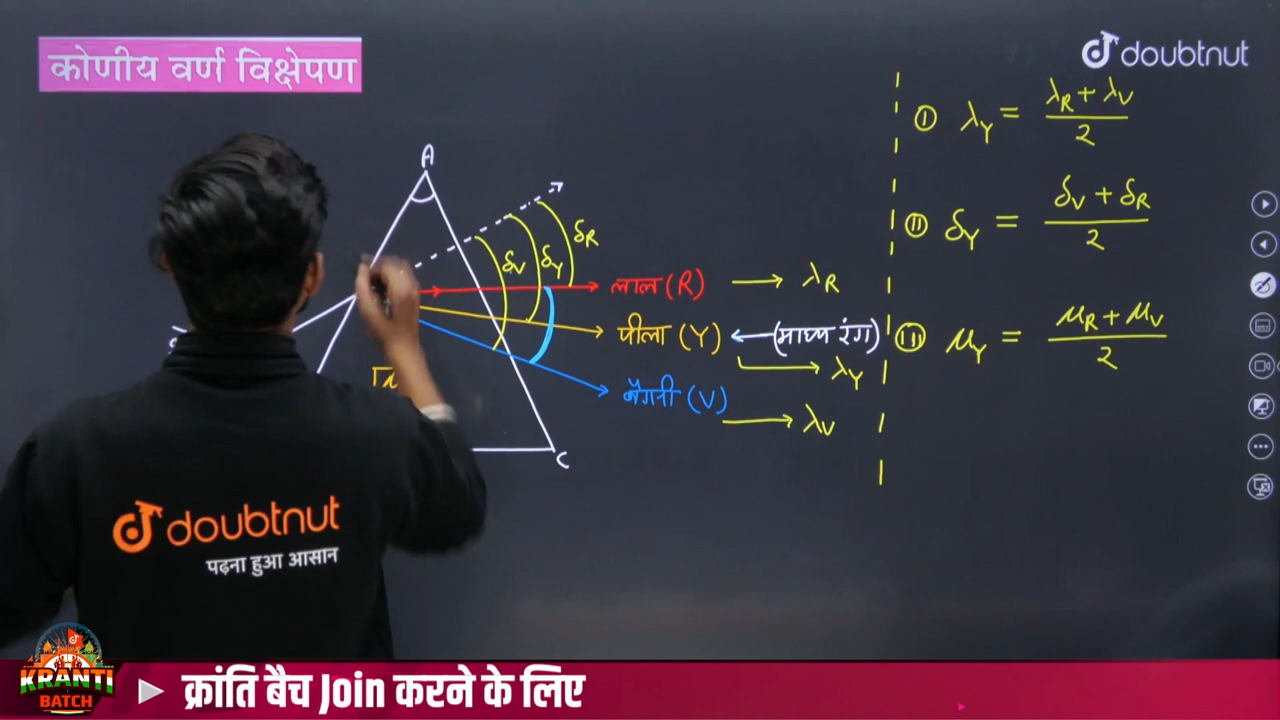 कोणीय वर्ण विक्षेपण
doubtnut
A
δV
δY
δR
लाल (R) → λR
पीला (Y) ← (माध्य रंग)
→ λY
बैंगनी (V)
→ λV
C
① λY = (λR + λV)/2
② δY = (δV + δR)/2
③ μY = (μR + μV)/2
doubtnut
पढ़ना हुआ आसान
KRANTI
BATCH
क्रांति बैच Join करने के लिए